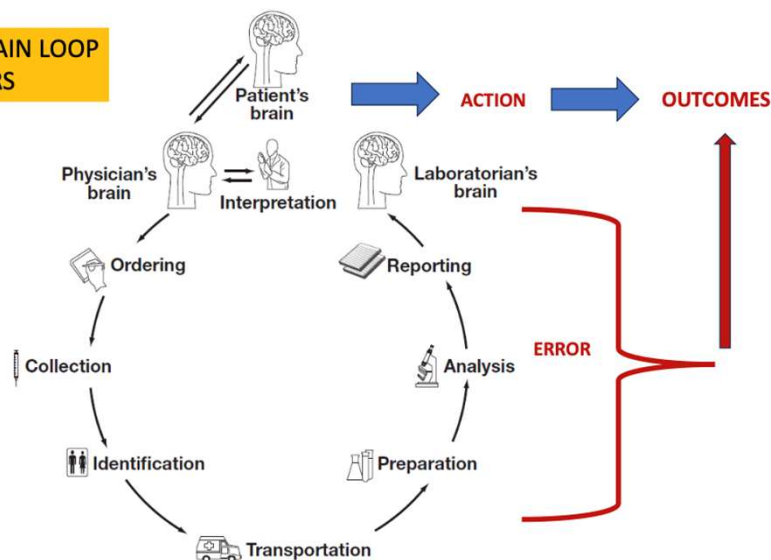 AIN LOOP
RS
Patient's
brain
ACTION
OUTCOMES
Physician's
brain
Interpretation
Laboratorian's
brain
Ordering
Reporting
Collection
ERROR
Analysis
Identification
Preparation
Transportation